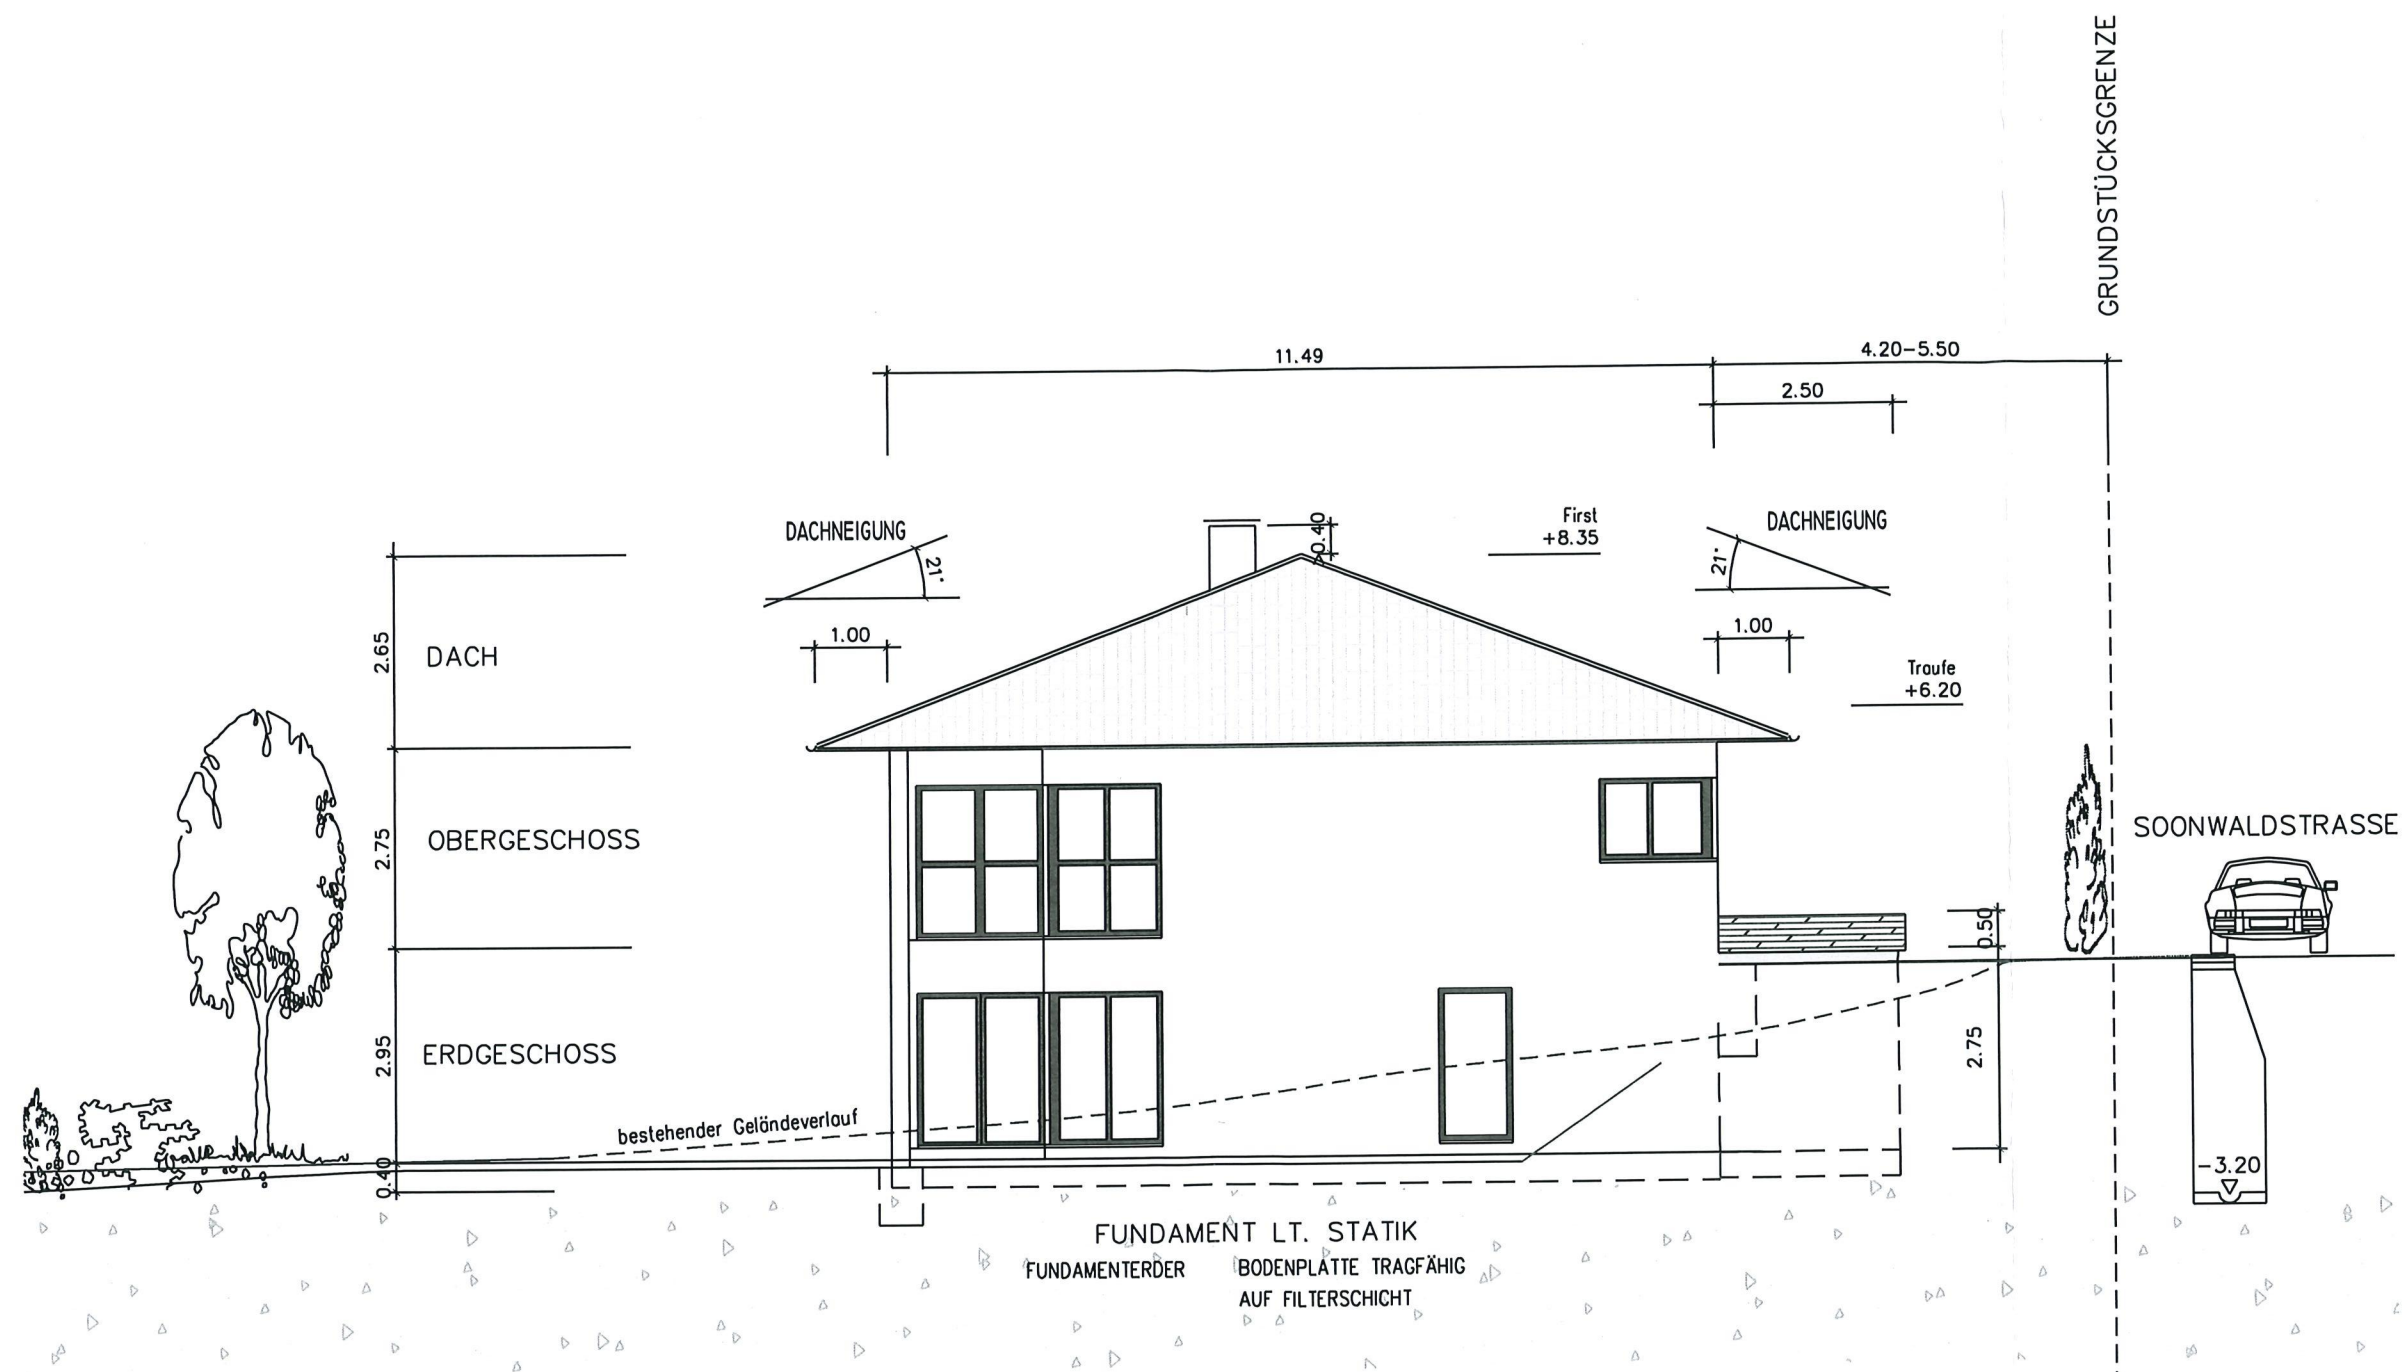 GRUNDSTÜCKSGRENZE
11.49
4.20-5.50
2.50
DACHNEIGUNG
21°
0.40
First
+8.35
DACHNEIGUNG
21°
1.00
1.00
2.65
DACH
Traufe
+6.20
2.75
OBERGESCHOSS
SOONWALDSTRASSE
0.50
2.95
ERDGESCHOSS
2.75
bestehender Geländeverlauf
0.40
-3.20
FUNDAMENT LT. STATIK
FUNDAMENTERDER
BODENPLATTE TRAGFÄHIG
AUF FILTERSCHICHT